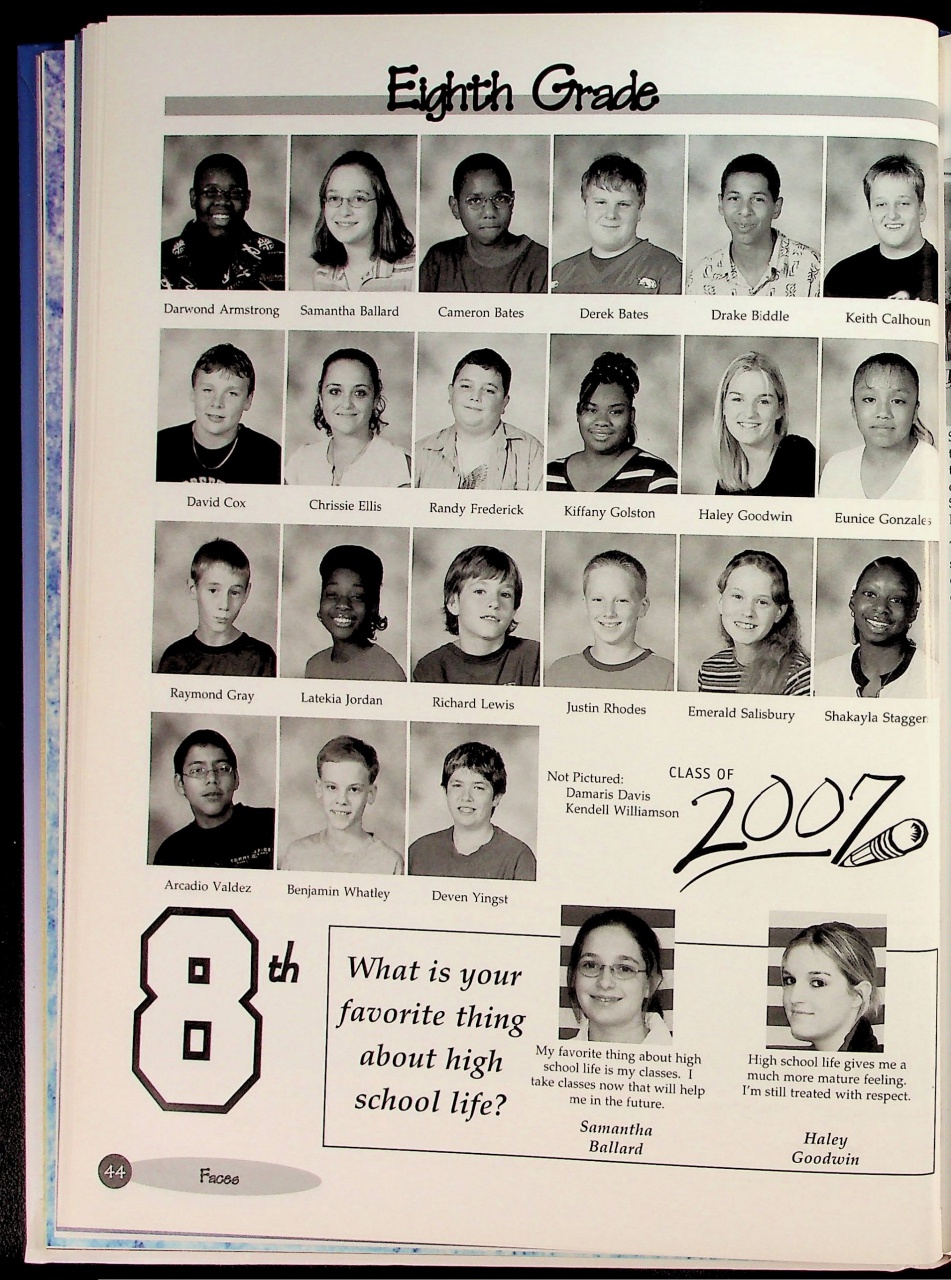 Eighth Grade
Darwond Armstrong Samantha Ballard Cameron Bates Derek Bates Drake Biddle Keith Calhoun
David Cox Chrissie Ellis Randy Frederick Kiffany Golston Haley Goodwin Eunice Gonzales
Raymond Gray Latekia Jordan Richard Lewis Justin Rhodes Emerald Salisbury Shakayla Stagger
Not Pictured:
Damaris Davis
Kendell Williamson
CLASS OF
2007
Arcadio Valdez Benjamin Whatley Deven Yingst
8th
What is your
favorite thing
about high
school life?
My favorite thing about high
school life is my classes. I
take classes now that will help
me in the future.
Samantha
Ballard
High school life gives me a
much more mature feeling.
I'm still treated with respect.
Haley
Goodwin
44
Faces